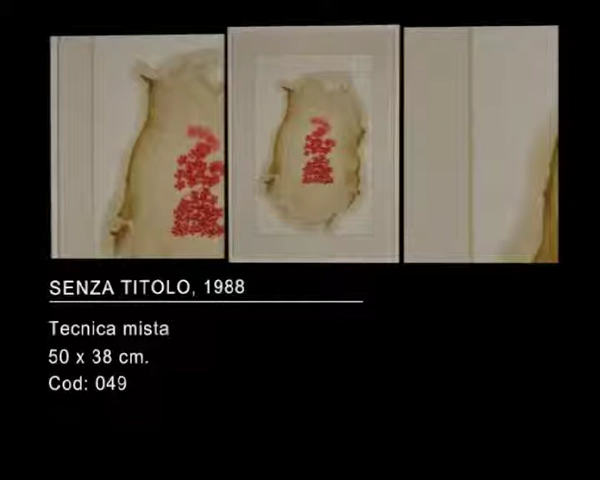 SENZA TITOLO, 1988
Tecnica mista
50 x 38 cm.
Cod: 049